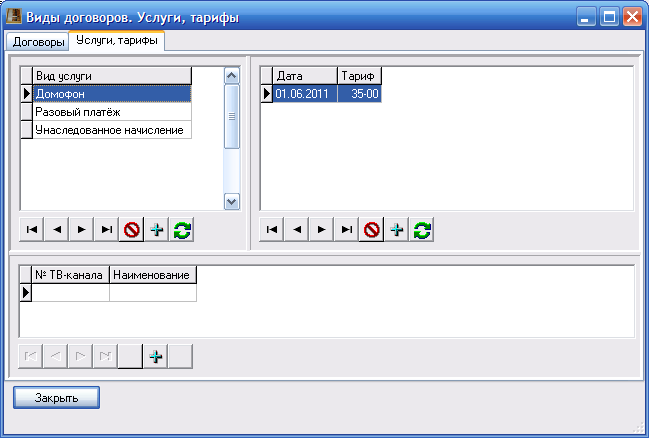 Виды договоров. Услуги, тарифы
Договоры Услуги, тарифы
Вид услуги
Домофон
Разовый платёж
Унаследованное начисление
Дата Тариф
01.06.2011 35-00
№ ТВ-канала Наименование
Закрыть